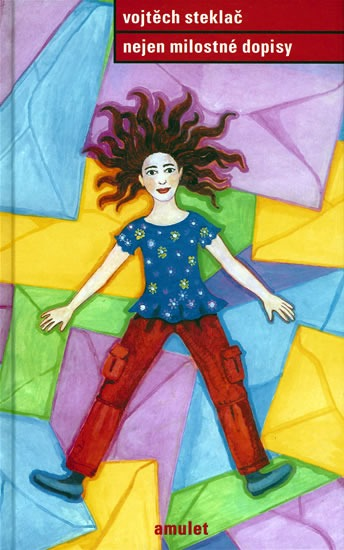 vojtěch steklač
nejen milostné dopisy
amulet